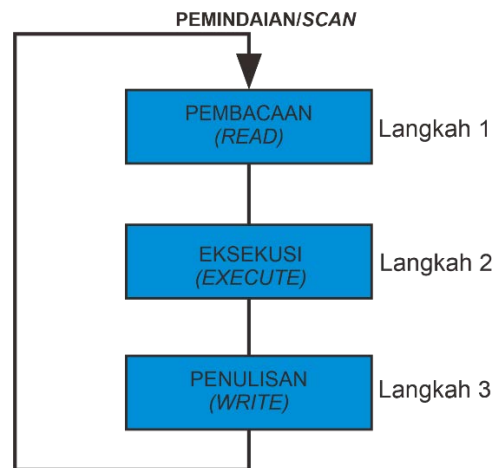 PEMINDAIAN/SCAN
PEMBACAAN
(READ)
Langkah 1
EKSEKUSI
(EXECUTE)
Langkah 2
PENULISAN
(WRITE)
Langkah 3